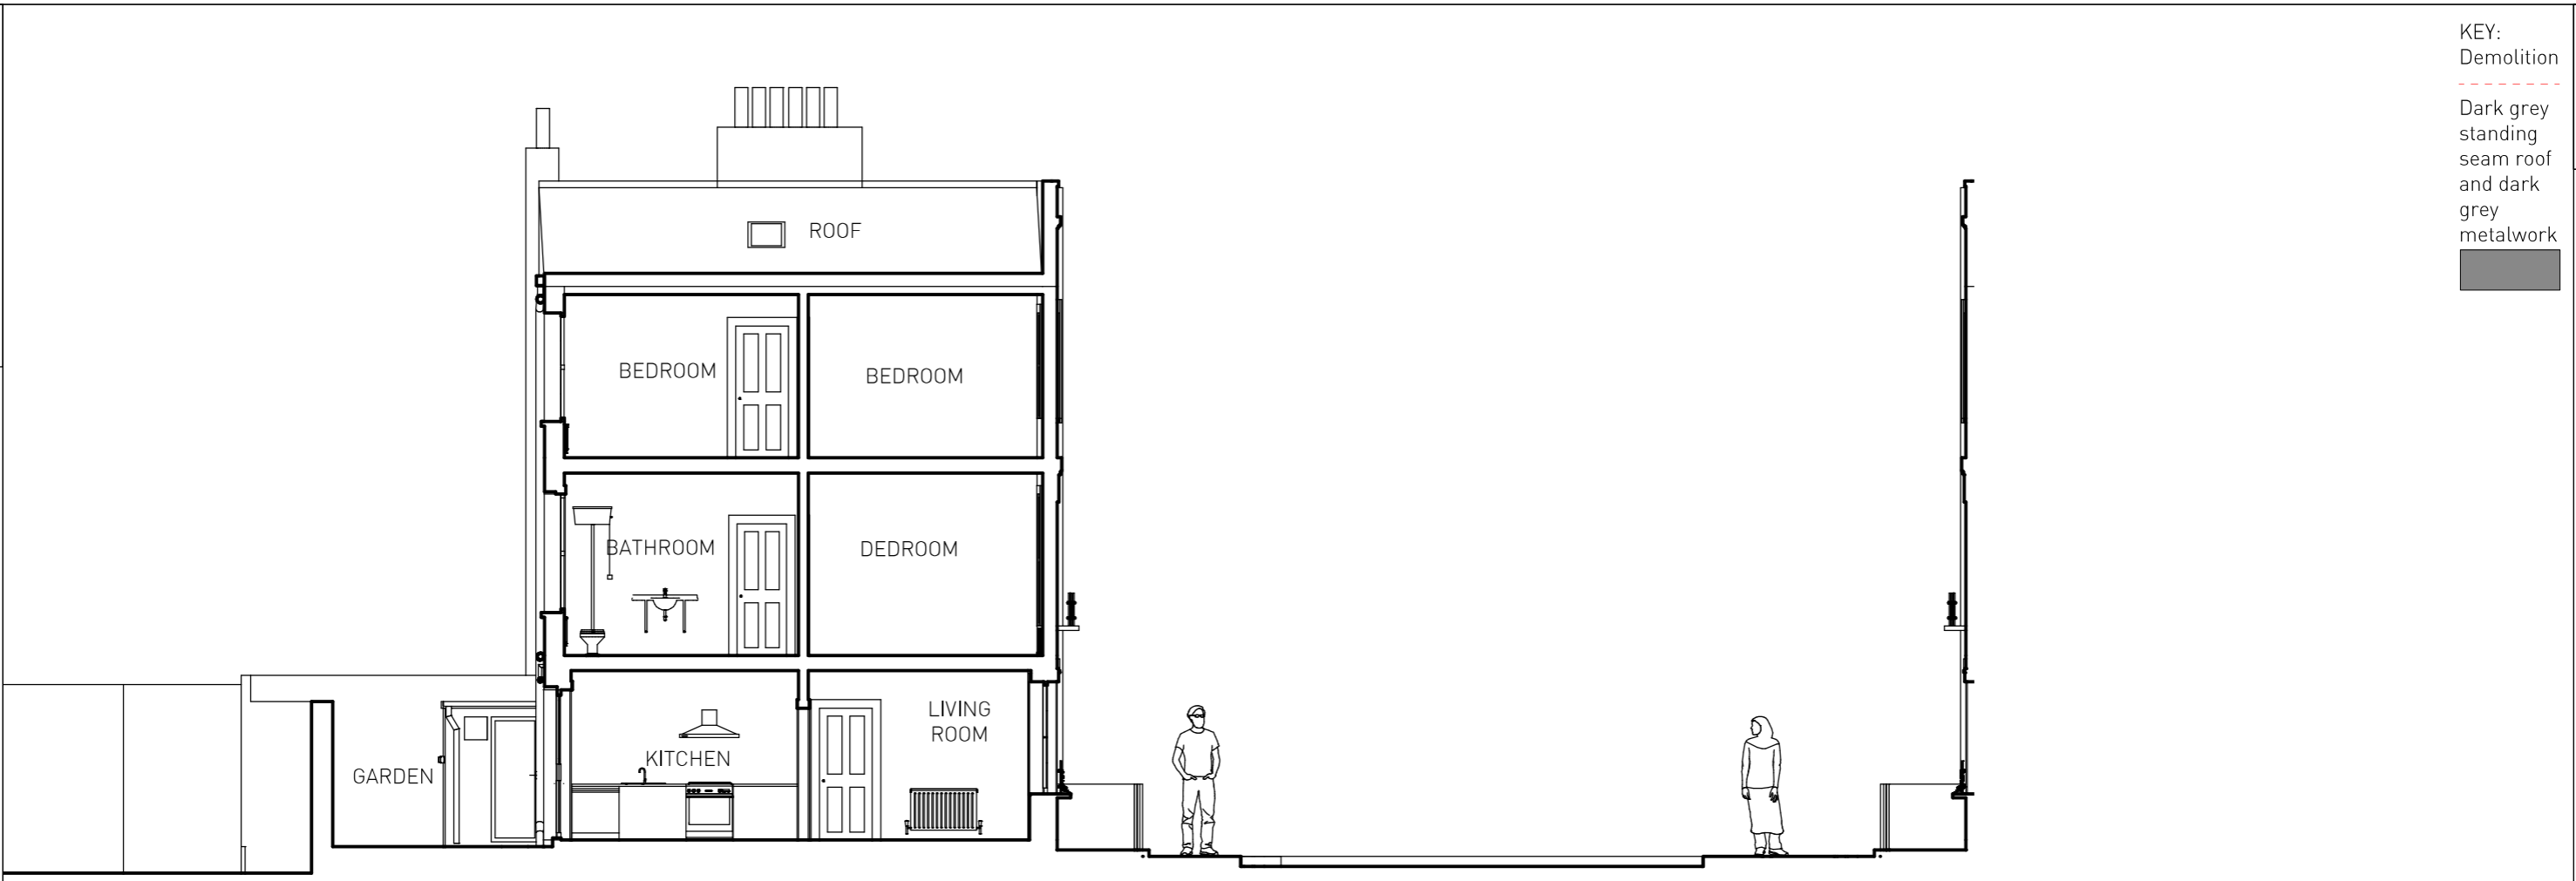 KEY:
Demolition
Dark grey
standing
seam roof
and dark
grey
metalwork
ROOF
BEDROOM
BEDROOM
BATHROOM
DEDROOM
LIVING
ROOM
KITCHEN
GARDEN